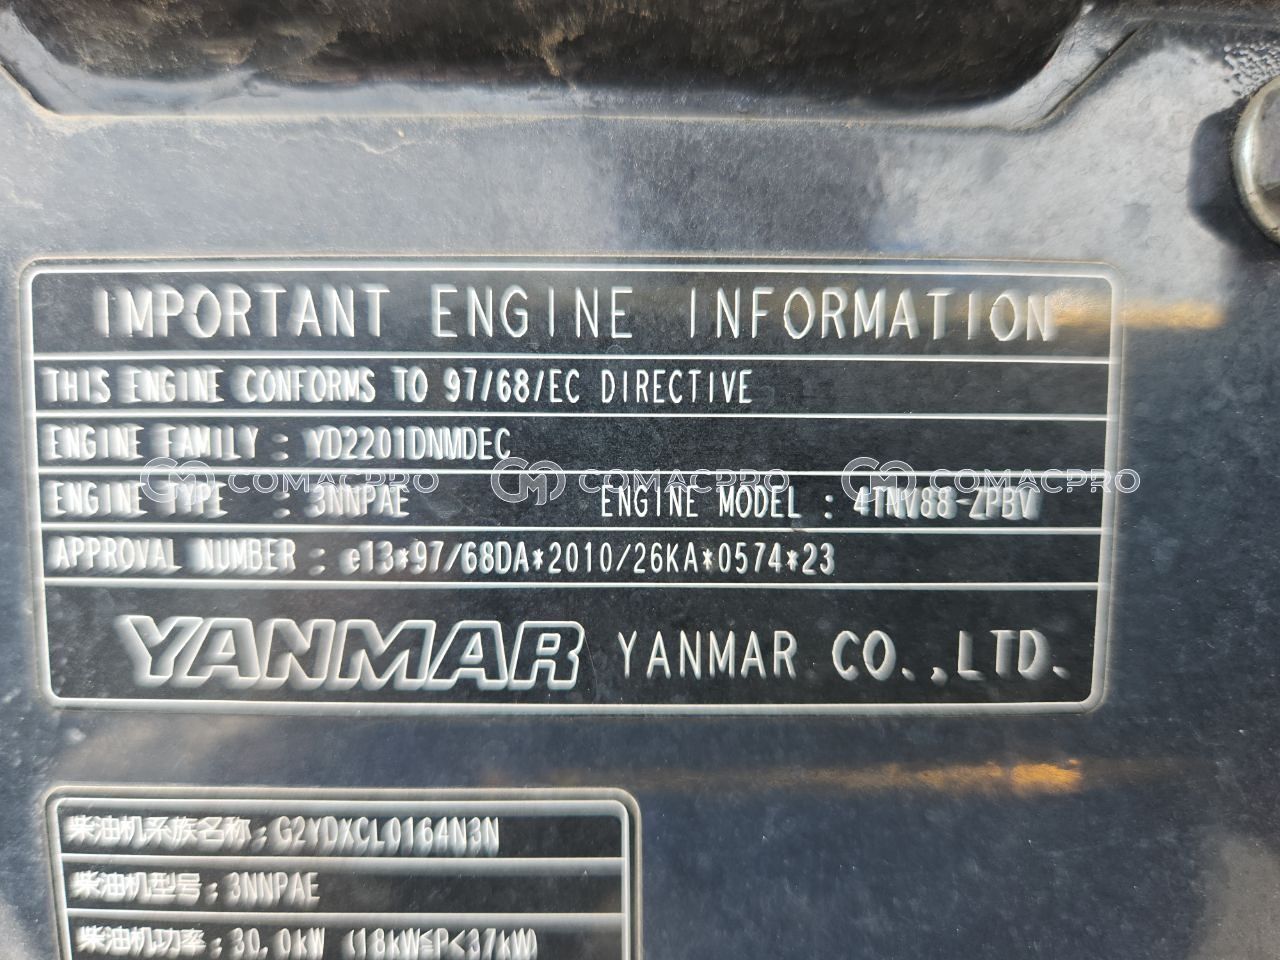 IMPORTANT ENGINE INFORMATION
THIS ENGINE CONFORMS TO 97/68/EC DIRECTIVE
ENGINE FAMILY : YD2201DNMDEC
COMACPRO COMACPRO COMACPRO
ENGINE TYPE : 3NNPAE ENGINE MODEL : 4TNV88-ZPBV
APPROVAL NUMBER : e13*97/68DA*2010/26KA*0574*23
YANMAR YANMAR CO.,LTD.
柴油机系族名称:G2YDXCL0164N3N
柴油机型号:3NNPAE
柴油机功率:30.0kW (18kW≦P<37kW)